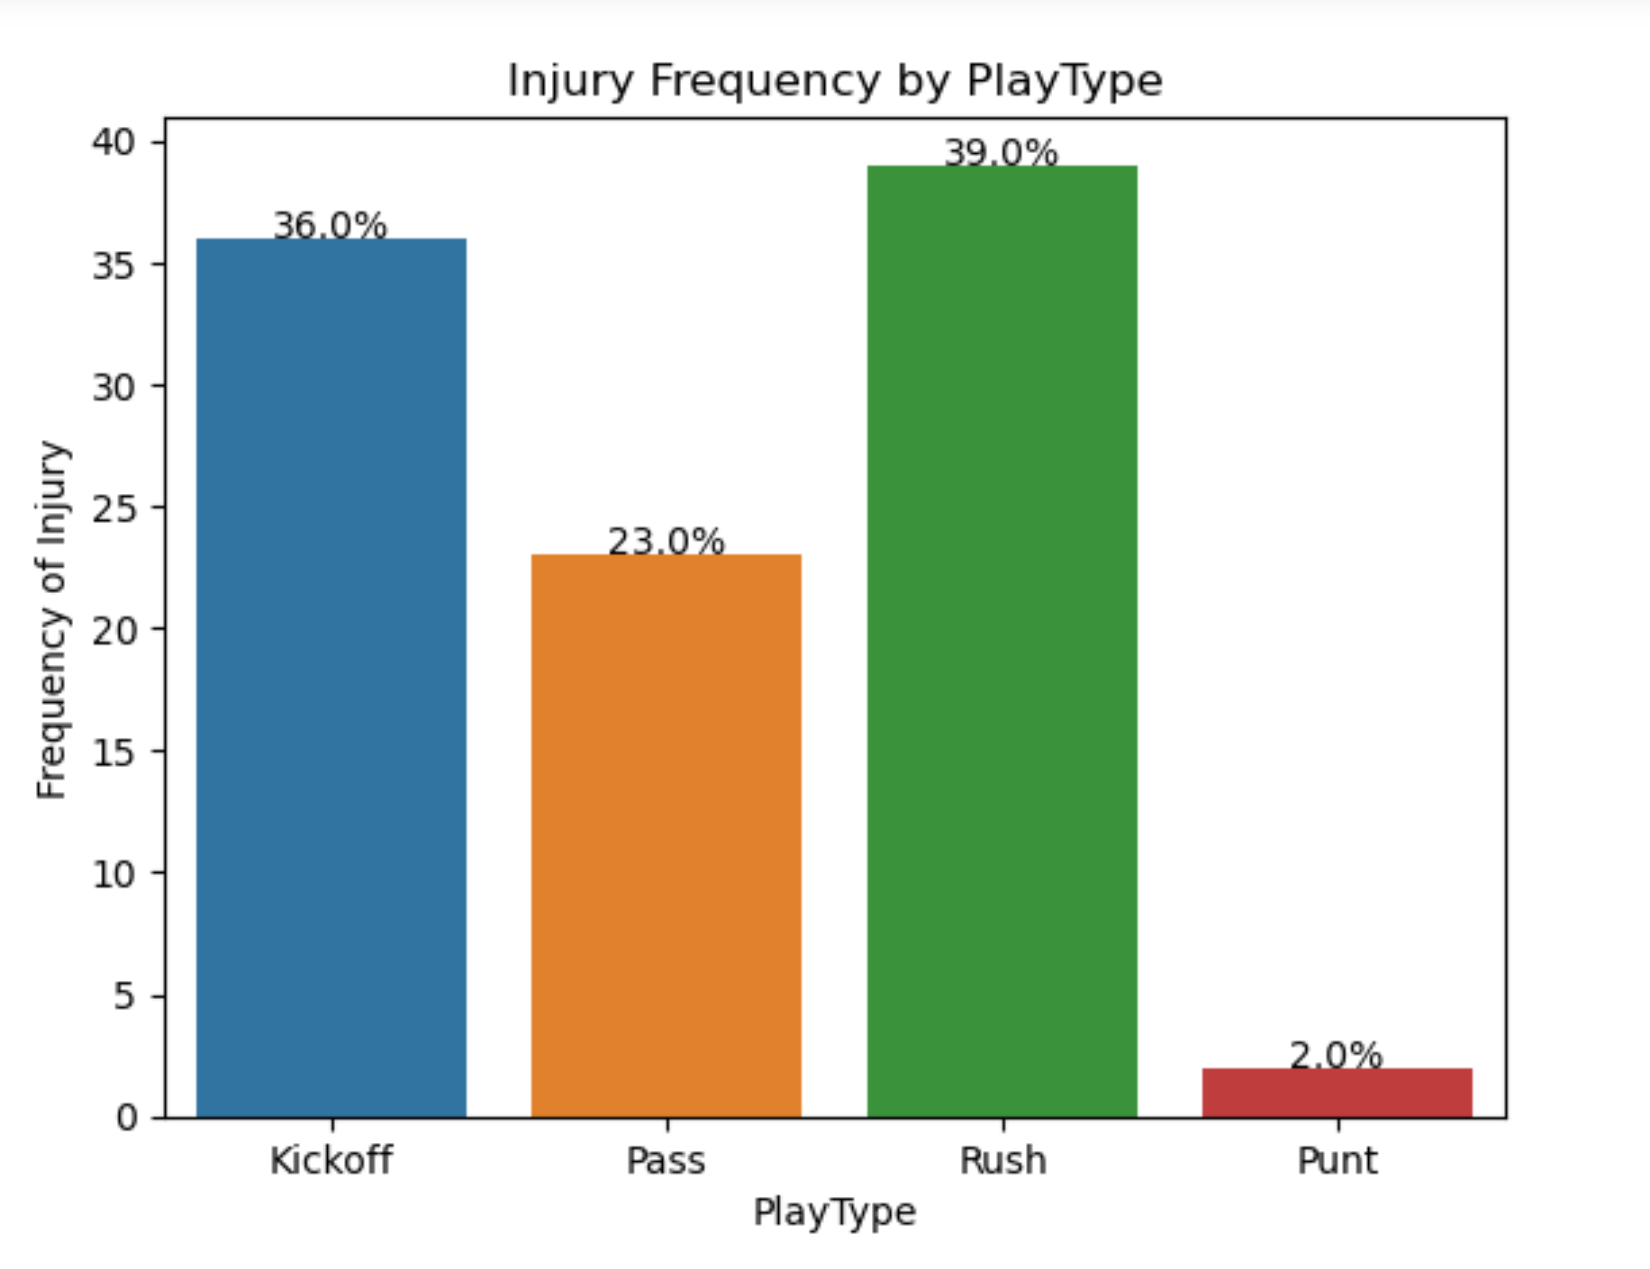 Injury Frequency by PlayType
40
35
30
25
20
15
10
5
0
Frequency of Injury
36.0%
23.0%
39.0%
2.0%
Kickoff
Pass
Rush
Punt
PlayType